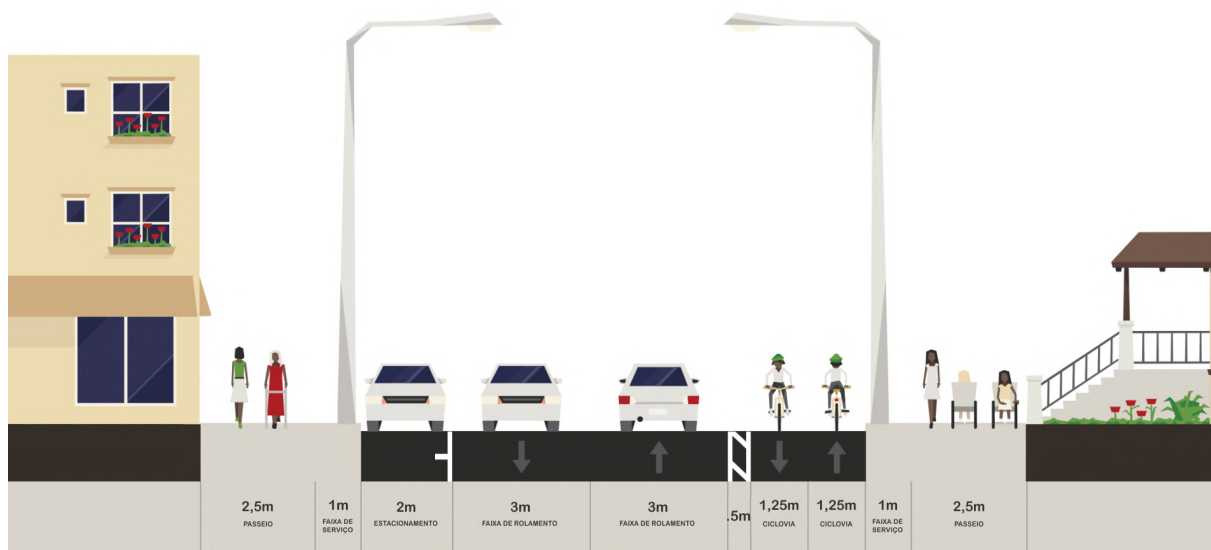 2,5m
PASSEIO
1m
FAIXA DE
SERVIÇO
2m
ESTACIONAMENTO
3m
FAIXA DE ROLAMENTO
3m
FAIXA DE ROLAMENTO
.5m
1,25m
CICLOVIA
1,25m
CICLOVIA
1m
FAIXA DE
SERVIÇO
2,5m
PASSEIO